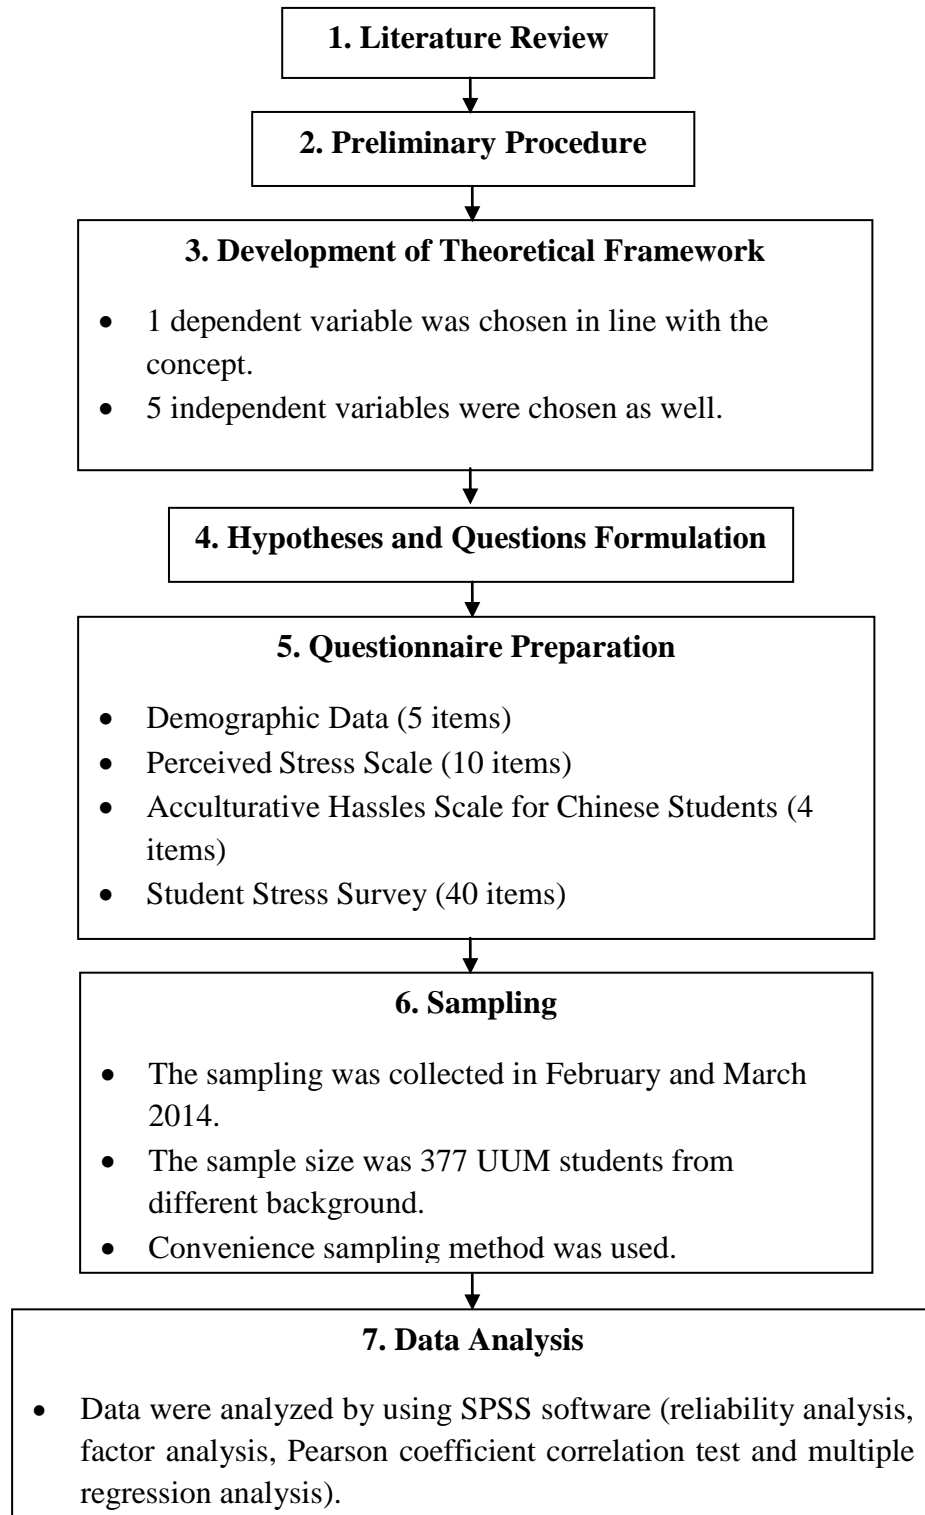 1. Literature Review
2. Preliminary Procedure
3. Development of Theoretical Framework
• 1 dependent variable was chosen in line with the
concept.
• 5 independent variables were chosen as well.
4. Hypotheses and Questions Formulation
5. Questionnaire Preparation
• Demographic Data (5 items)
• Perceived Stress Scale (10 items)
• Acculturative Hassles Scale for Chinese Students (4
items)
• Student Stress Survey (40 items)
6. Sampling
• The sampling was collected in February and March
2014.
• The sample size was 377 UUM students from
different background.
• Convenience sampling method was used.
7. Data Analysis
• Data were analyzed by using SPSS software (reliability analysis,
factor analysis, Pearson coefficient correlation test and multiple
regression analysis).